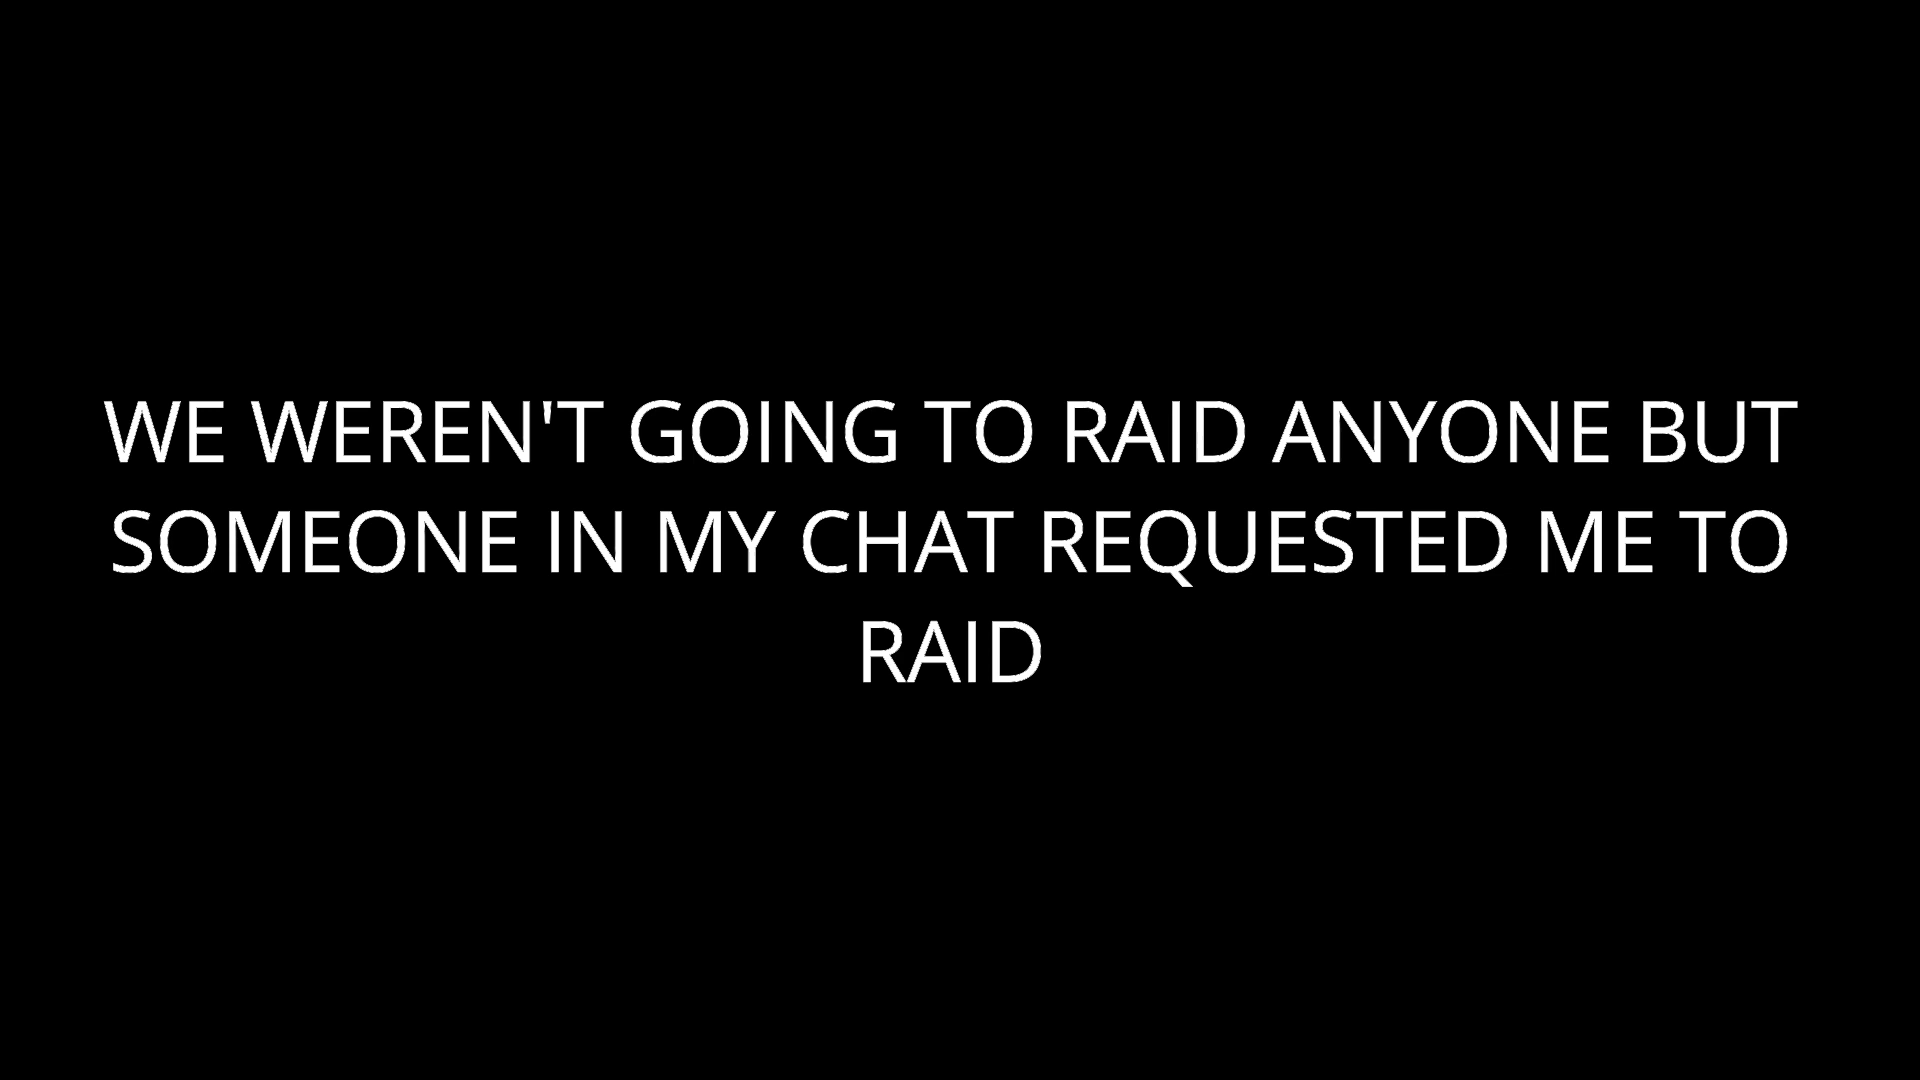 WE WEREN'T GOING TO RAID ANYONE BUT
SOMEONE IN MY CHAT REQUESTED ME TO
RAID